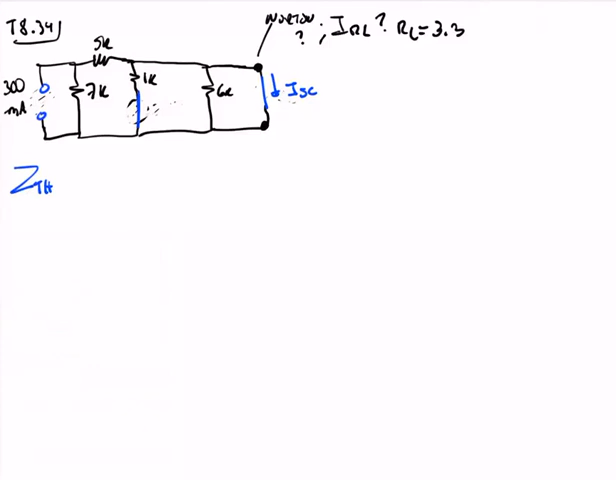 T8.34)
NORTON ? ; IRL ? RL = 3.3
5k
300 mA
7k
1k
6k
ISC
ZTH